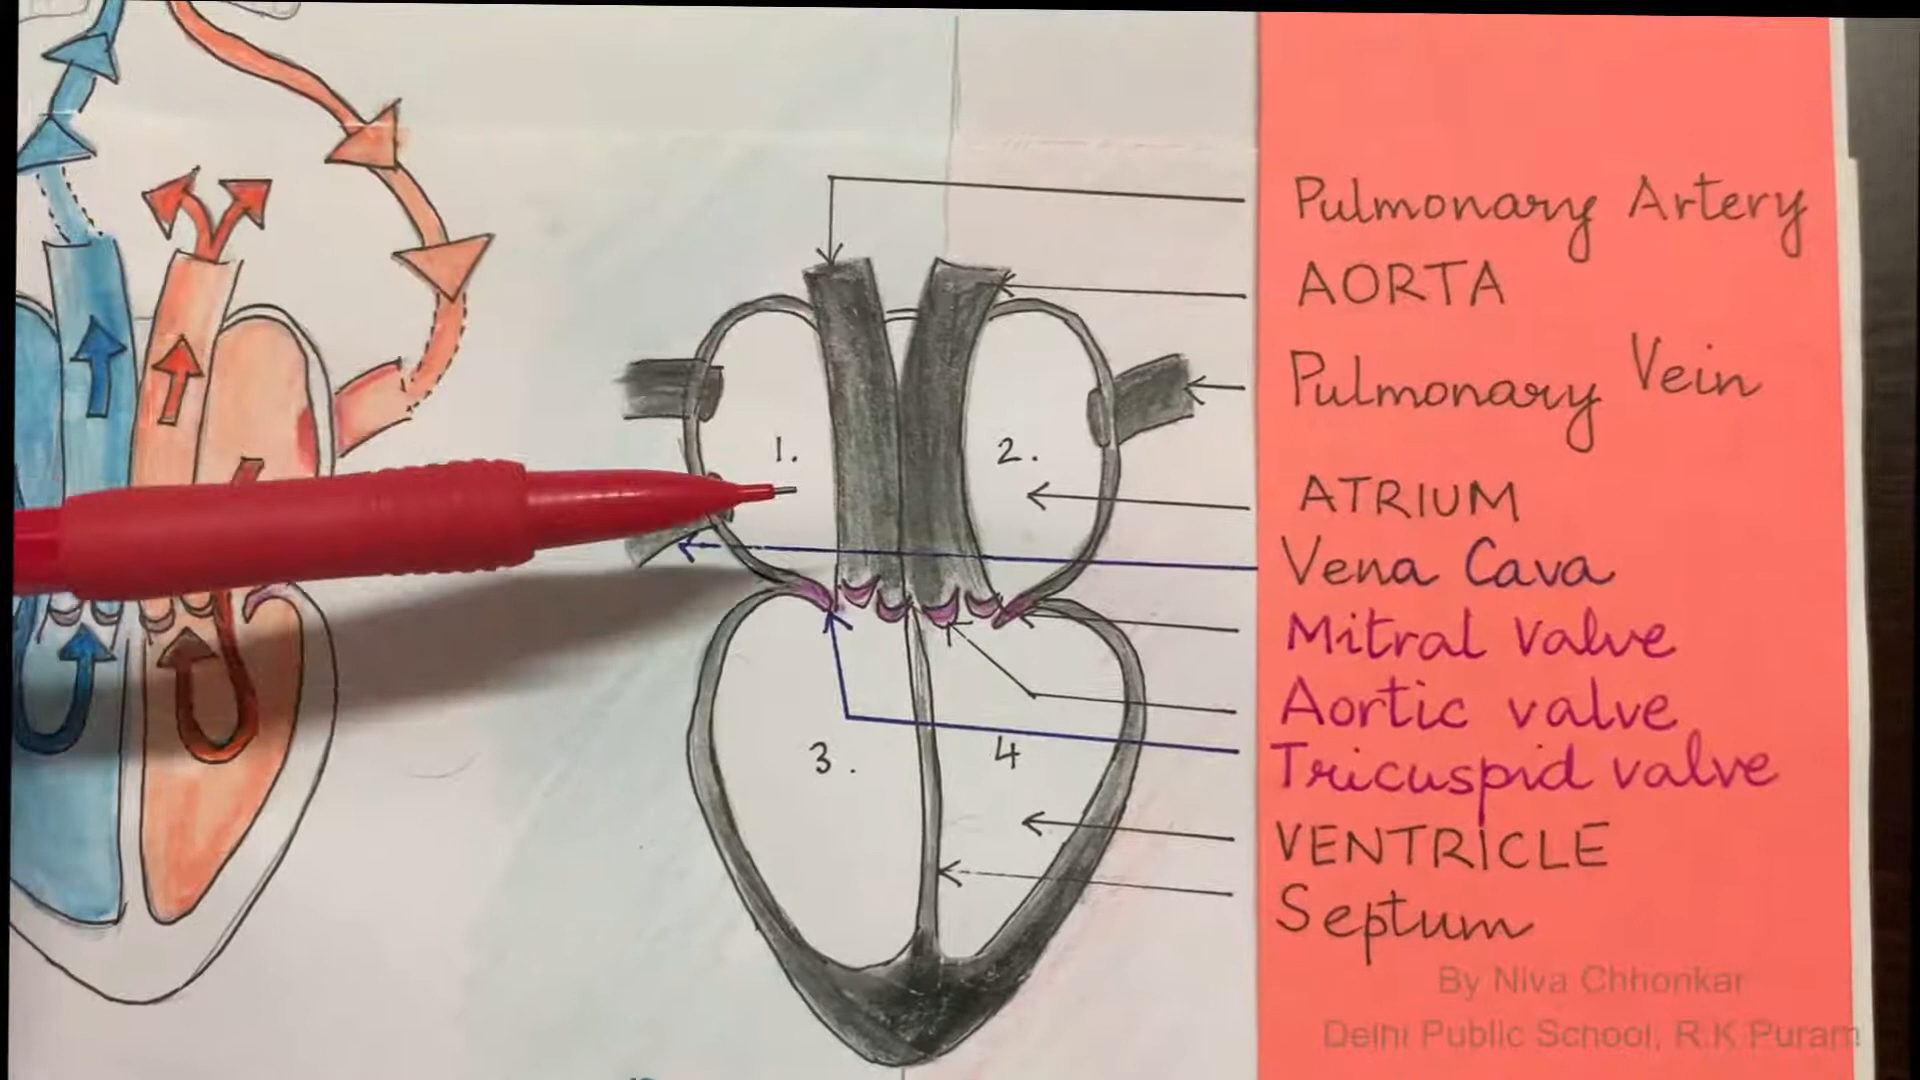 Pulmonary Artery
AORTA
Pulmonary Vein
1.
2.
ATRIUM
Vena Cava
Mitral Valve
Aortic valve
Tricuspid valve
3.
4
VENTRICLE
Septum
By Niva Chhonkar
Delhi Public School, R.K Puram